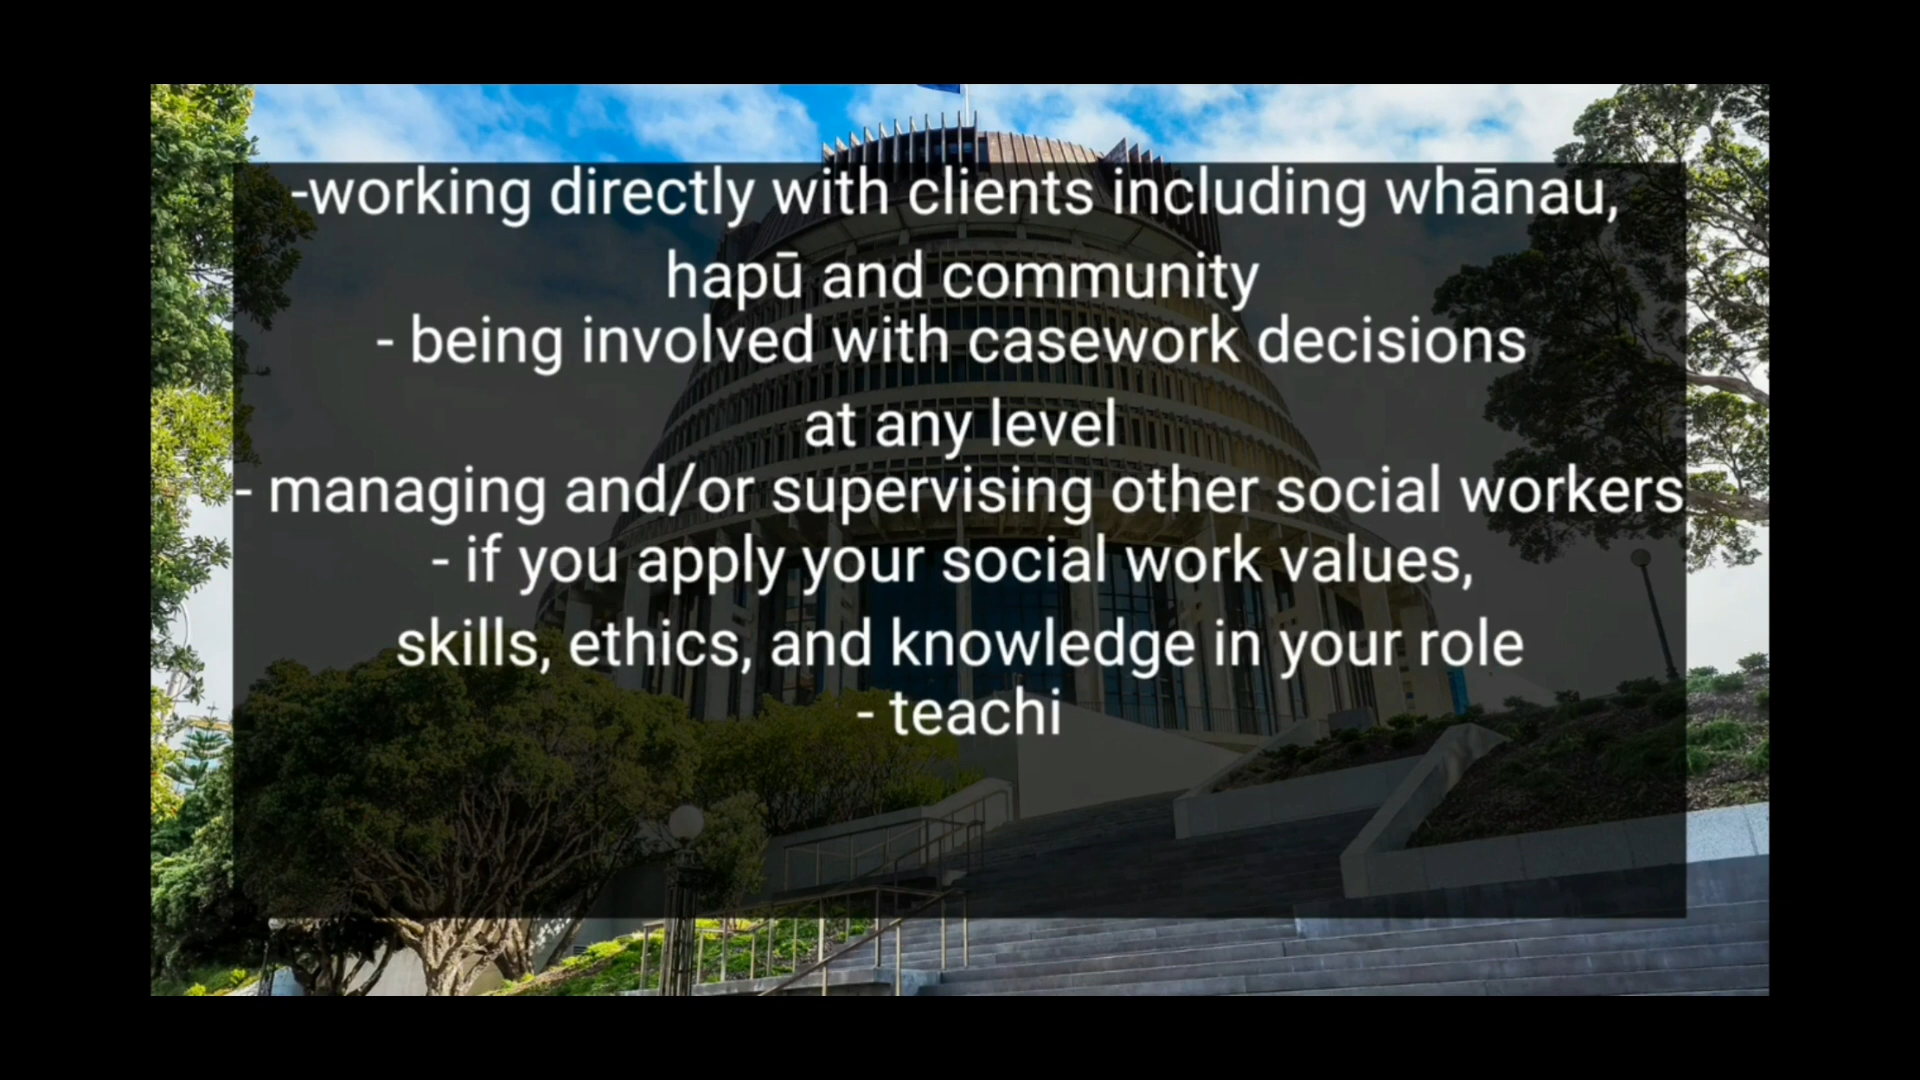 -working directly with clients including whānau,
hapū and community
- being involved with casework decisions
at any level
- managing and/or supervising other social workers
- if you apply your social work values,
skills, ethics, and knowledge in your role
- teachi